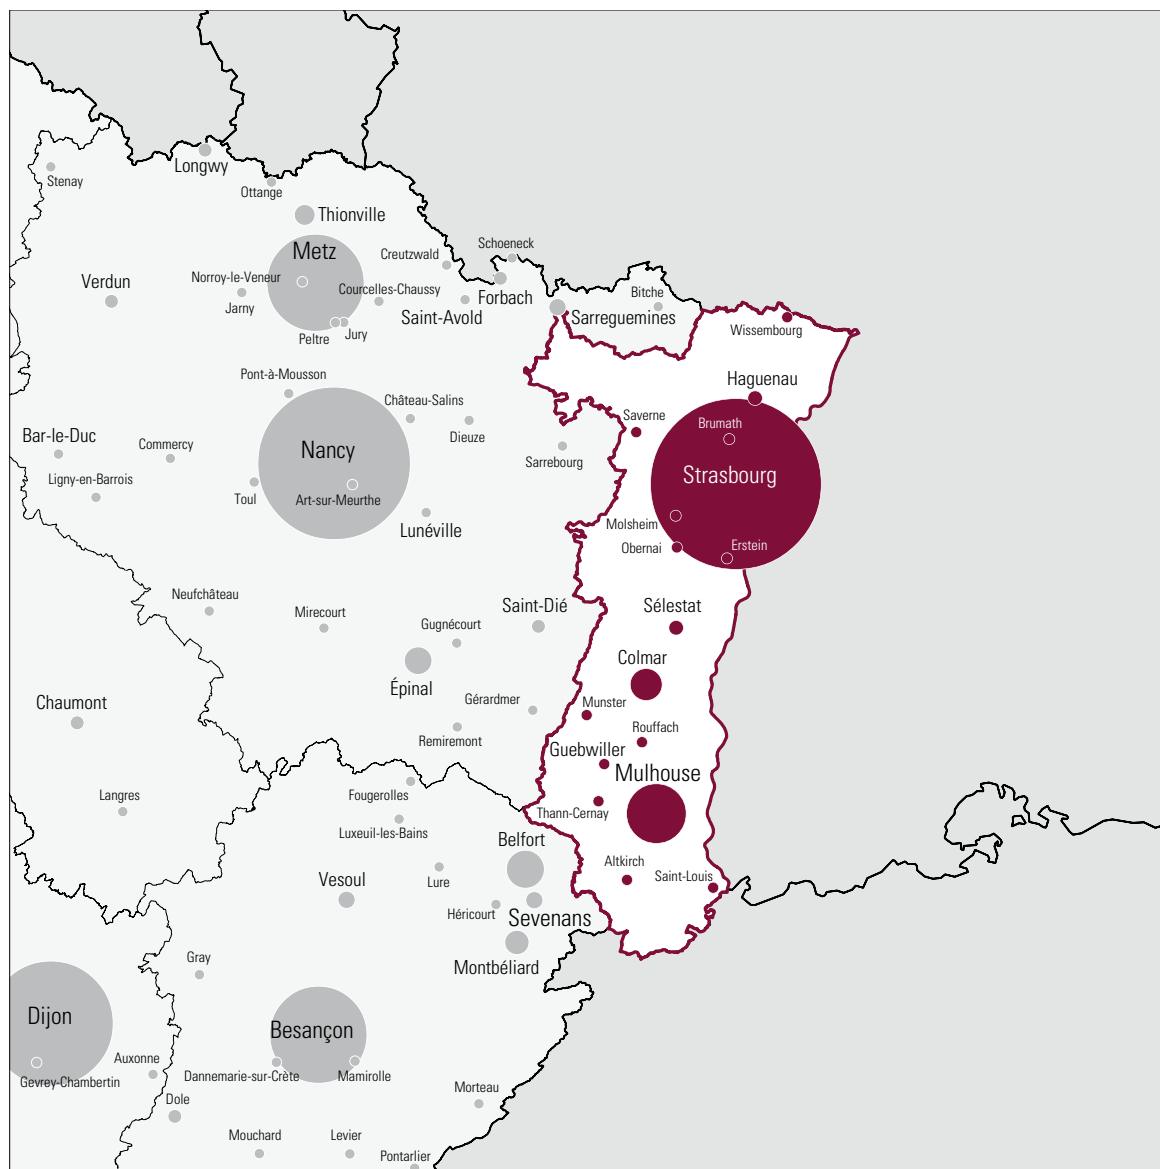 Longwy
Stenay
Ottange
Thionville
Schoeneck
Metz
Creutzwald
Verdun
Norroy-le-Veneur
Courcelles-Chaussy
Forbach
Bitche
Jarny
Saint-Avold
Sarreguemines
Wissembourg
Peltre
Jury
Pont-à-Mousson
Haguenau
Château-Salins
Saverne
Brumath
Bar-le-Duc
Commercy
Nancy
Dieuze
Sarrebourg
Strasbourg
Ligny-en-Barrois
Toul
Art-sur-Meurthe
Lunéville
Molsheim
Obernai
Erstein
Neufchâteau
Mirecourt
Gugnécourt
Saint-Dié
Sélestat
Colmar
Épinal
Chaumont
Gérardmer
Munster
Remiremont
Rouffach
Guebwiller
Mulhouse
Langres
Fougerolles
Thann-Cernay
Luxeuil-les-Bains
Belfort
Altkirch
Vesoul
Lure
Saint-Louis
Héricourt
Sevenans
Gray
Montbéliard
Dijon
Besançon
Auxonne
Gevrey-Chambertin
Dannemarie-sur-Crète
Mamirolle
Dole
Morteau
Mouchard
Levier
Pontarlier